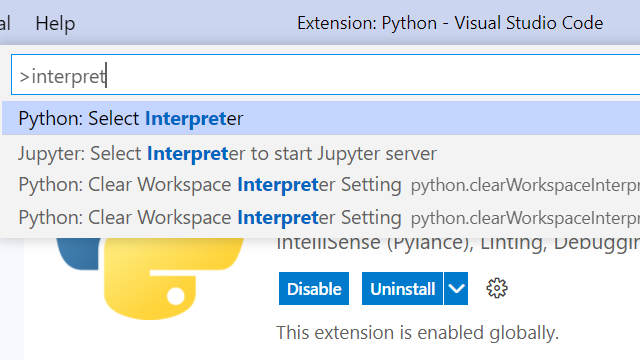 al Help Extension: Python - Visual Studio Code
>interpret
Python: Select Interpreter
Jupyter: Select Interpreter to start Jupyter server
Python: Clear Workspace Interpreter Setting python.clearWorkspaceInterpr
Python: Clear Workspace Interpreter Setting python.clearWorkspaceInterpr
IntelliSense (Pylance), Linting, Debuggin
Disable Uninstall
This extension is enabled globally.